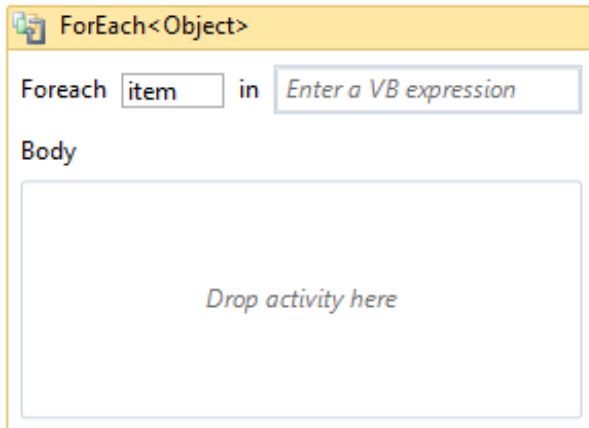 ForEach<Object>
Foreach item in Enter a VB expression
Body
Drop activity here